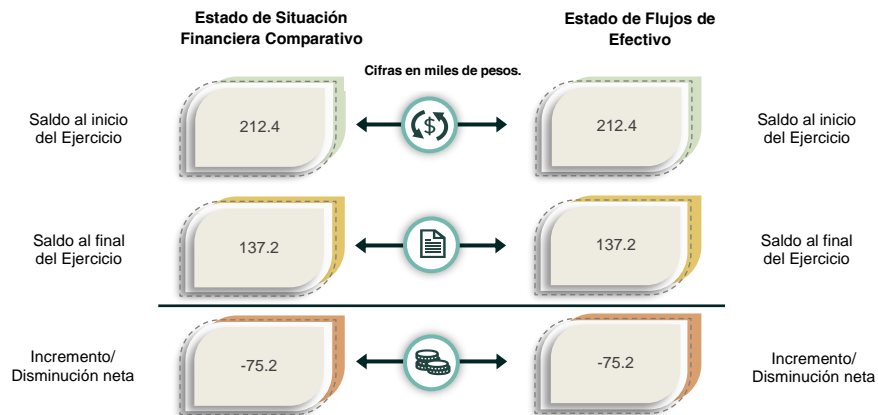 Estado de Situación
Financiera Comparativo
Estado de Flujos de
Efectivo
Cifras en miles de pesos.
Saldo al inicio
del Ejercicio
212.4
$
212.4
Saldo al inicio
del Ejercicio
Saldo al final
del Ejercicio
137.2
137.2
Saldo al final
del Ejercicio
Incremento/
Disminución neta
-75.2
-75.2
Incremento/
Disminución neta